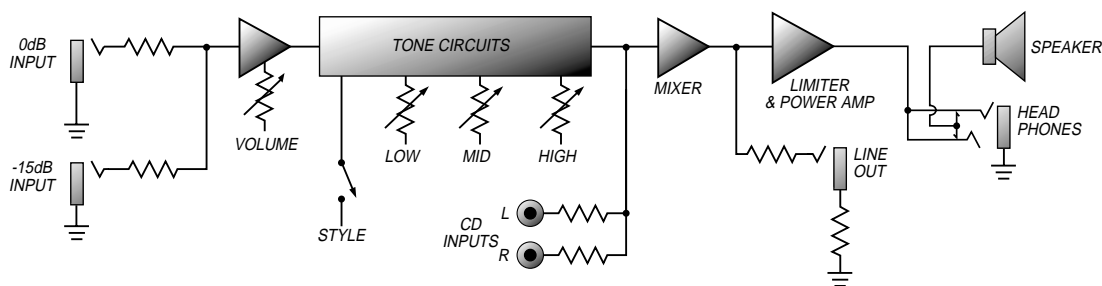 0dB
INPUT
-15dB
INPUT
VOLUME
TONE CIRCUITS
STYLE
LOW
MID
HIGH
CD
INPUTS
L
R
MIXER
LIMITER
& POWER AMP
LINE
OUT
SPEAKER
HEAD
PHONES